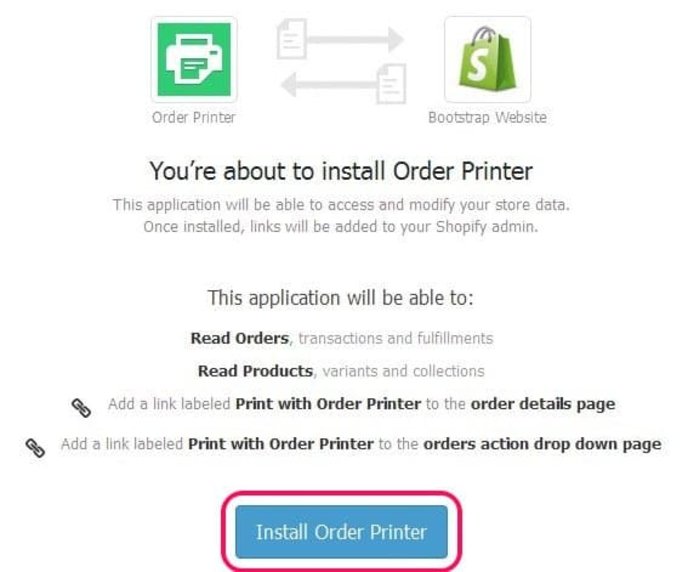 Order Printer
Bootstrap Website
You're about to install Order Printer
This application will be able to access and modify your store data.
Once installed, links will be added to your Shopify admin.
This application will be able to:
Read Orders, transactions and fulfillments
Read Products, variants and collections
Add a link labeled Print with Order Printer to the order details page
Add a link labeled Print with Order Printer to the orders action drop down page
Install Order Printer